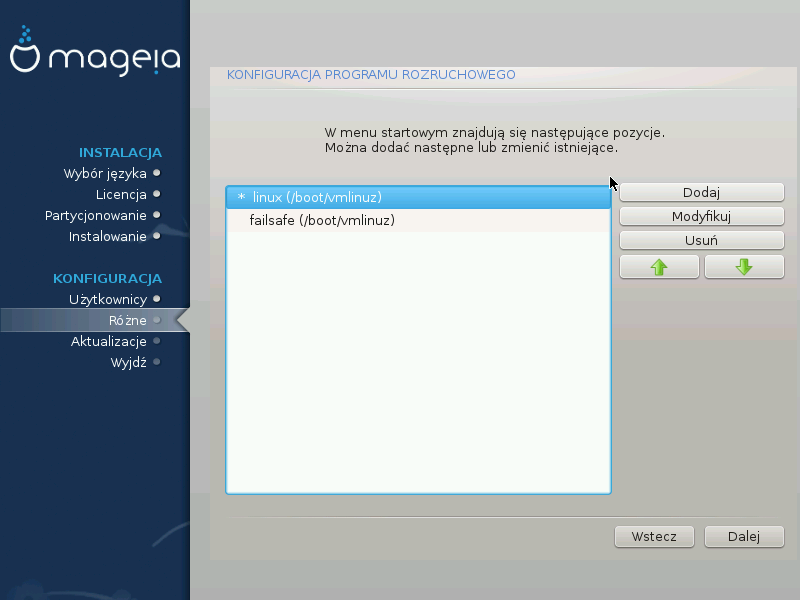 mageia
INSTALACJA
Wybór języka
Licencja
Partycjonowanie
Instalowanie
KONFIGURACJA
Użytkownicy
Różne
Aktualizacje
Wyjdź
KONFIGURACJA PROGRAMU ROZRUCHOWEGO
W menu startowym znajdują się następujące pozycje.
Można dodać następne lub zmienić istniejące.
* linux (/boot/vmlinuz)
failsafe (/boot/vmlinuz)
Dodaj
Modyfikuj
Usuń
Wstecz
Dalej